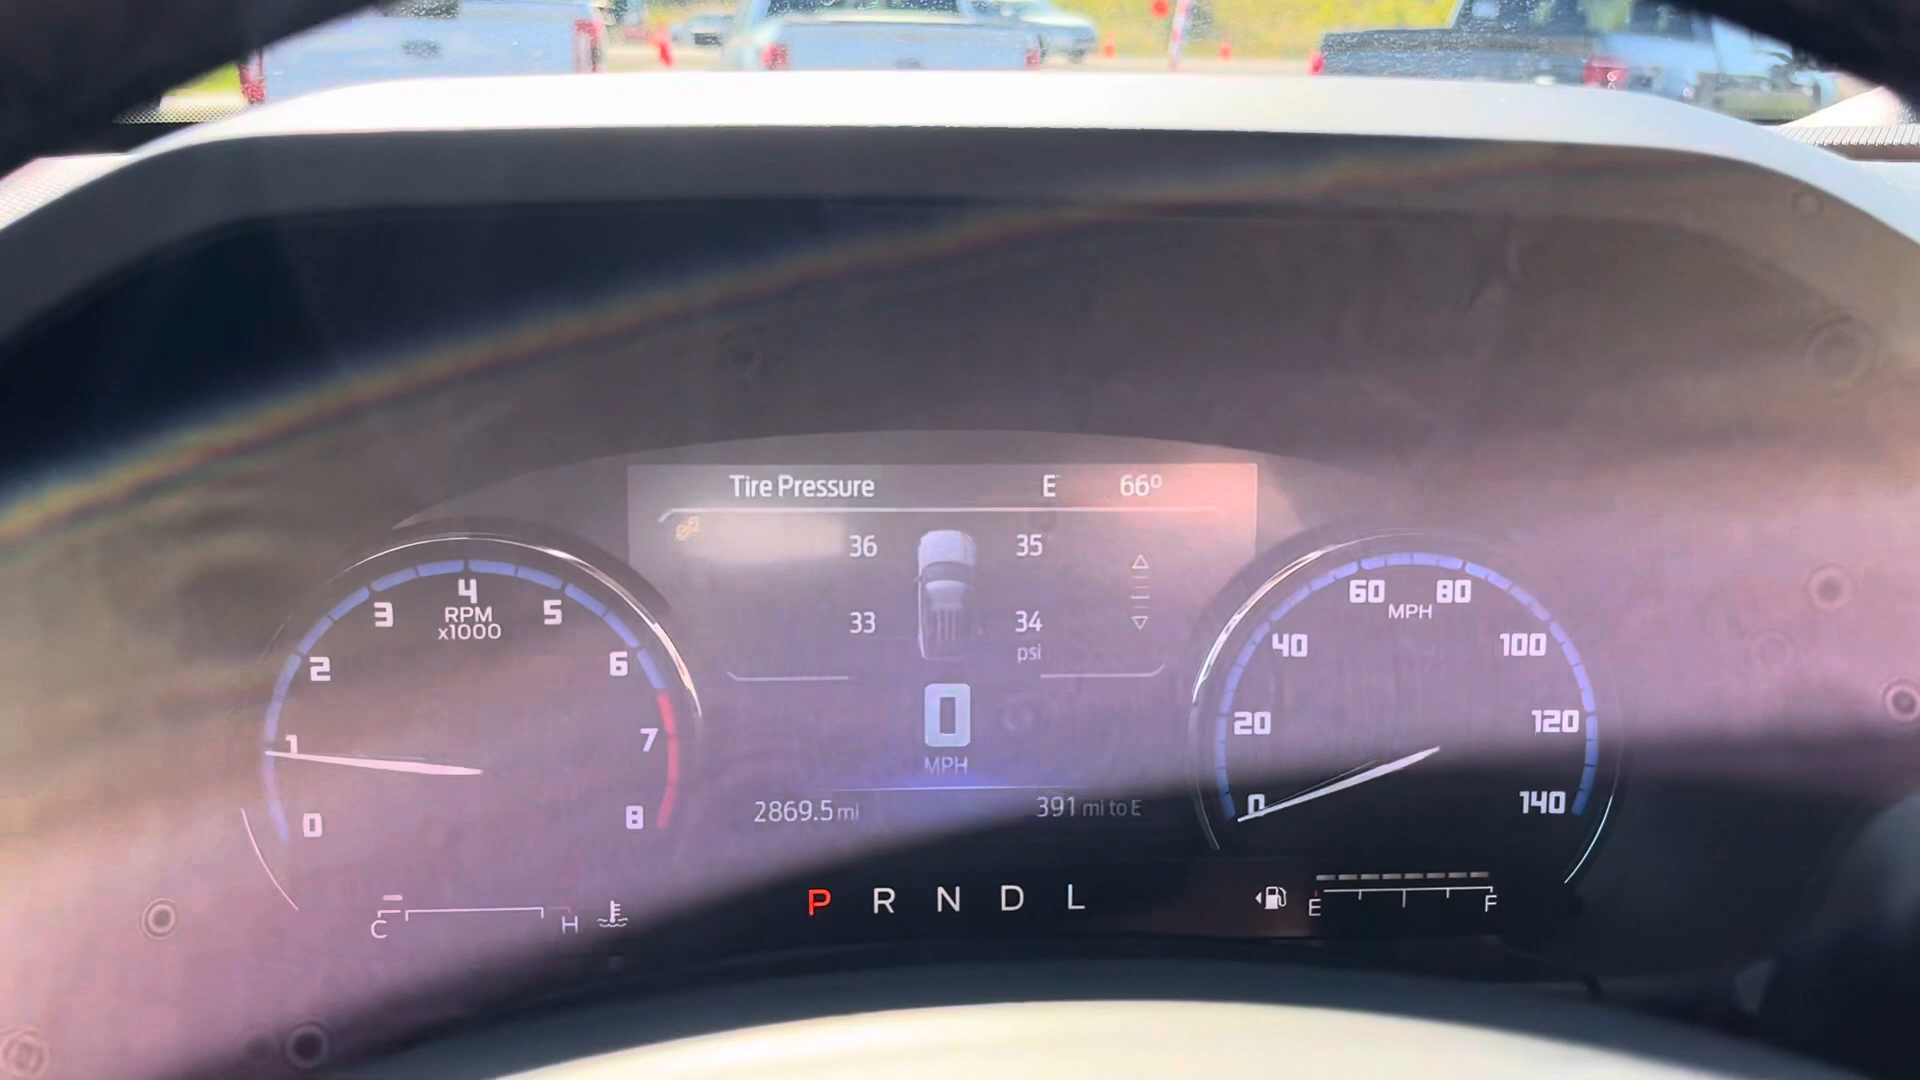 Tire Pressure E 66º
36 35
33 34
psi
0
MPH
2869.5 mi 391 mi to E
P R N D L
0 1 2 3 4 5 6 7 8
RPM
x1000
C H
0 20 40 60 80 100 120 140
MPH
E F